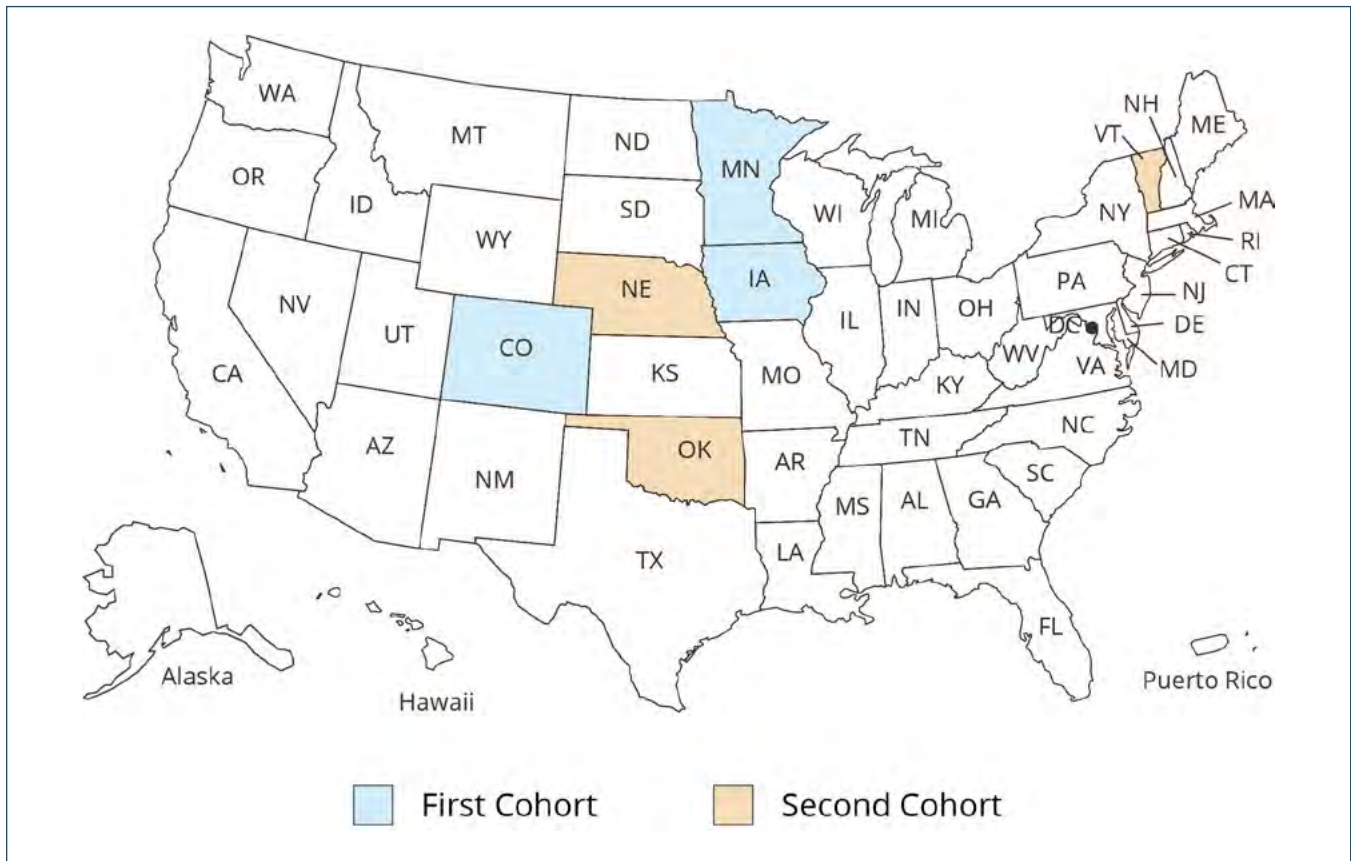 WA
MT
ND
MN
NH
VT
ME
OR
ID
SD
WI
MI
NY
MA
WY
RI
CT
NV
UT
NE
IA
PA
NJ
CO
IL
IN
OH
DC
DE
CA
KS
MO
WV
VA
MD
KY
AZ
NM
OK
AR
TN
NC
SC
MS
AL
GA
TX
LA
FL
Alaska
Hawaii
Puerto Rico
First Cohort
Second Cohort